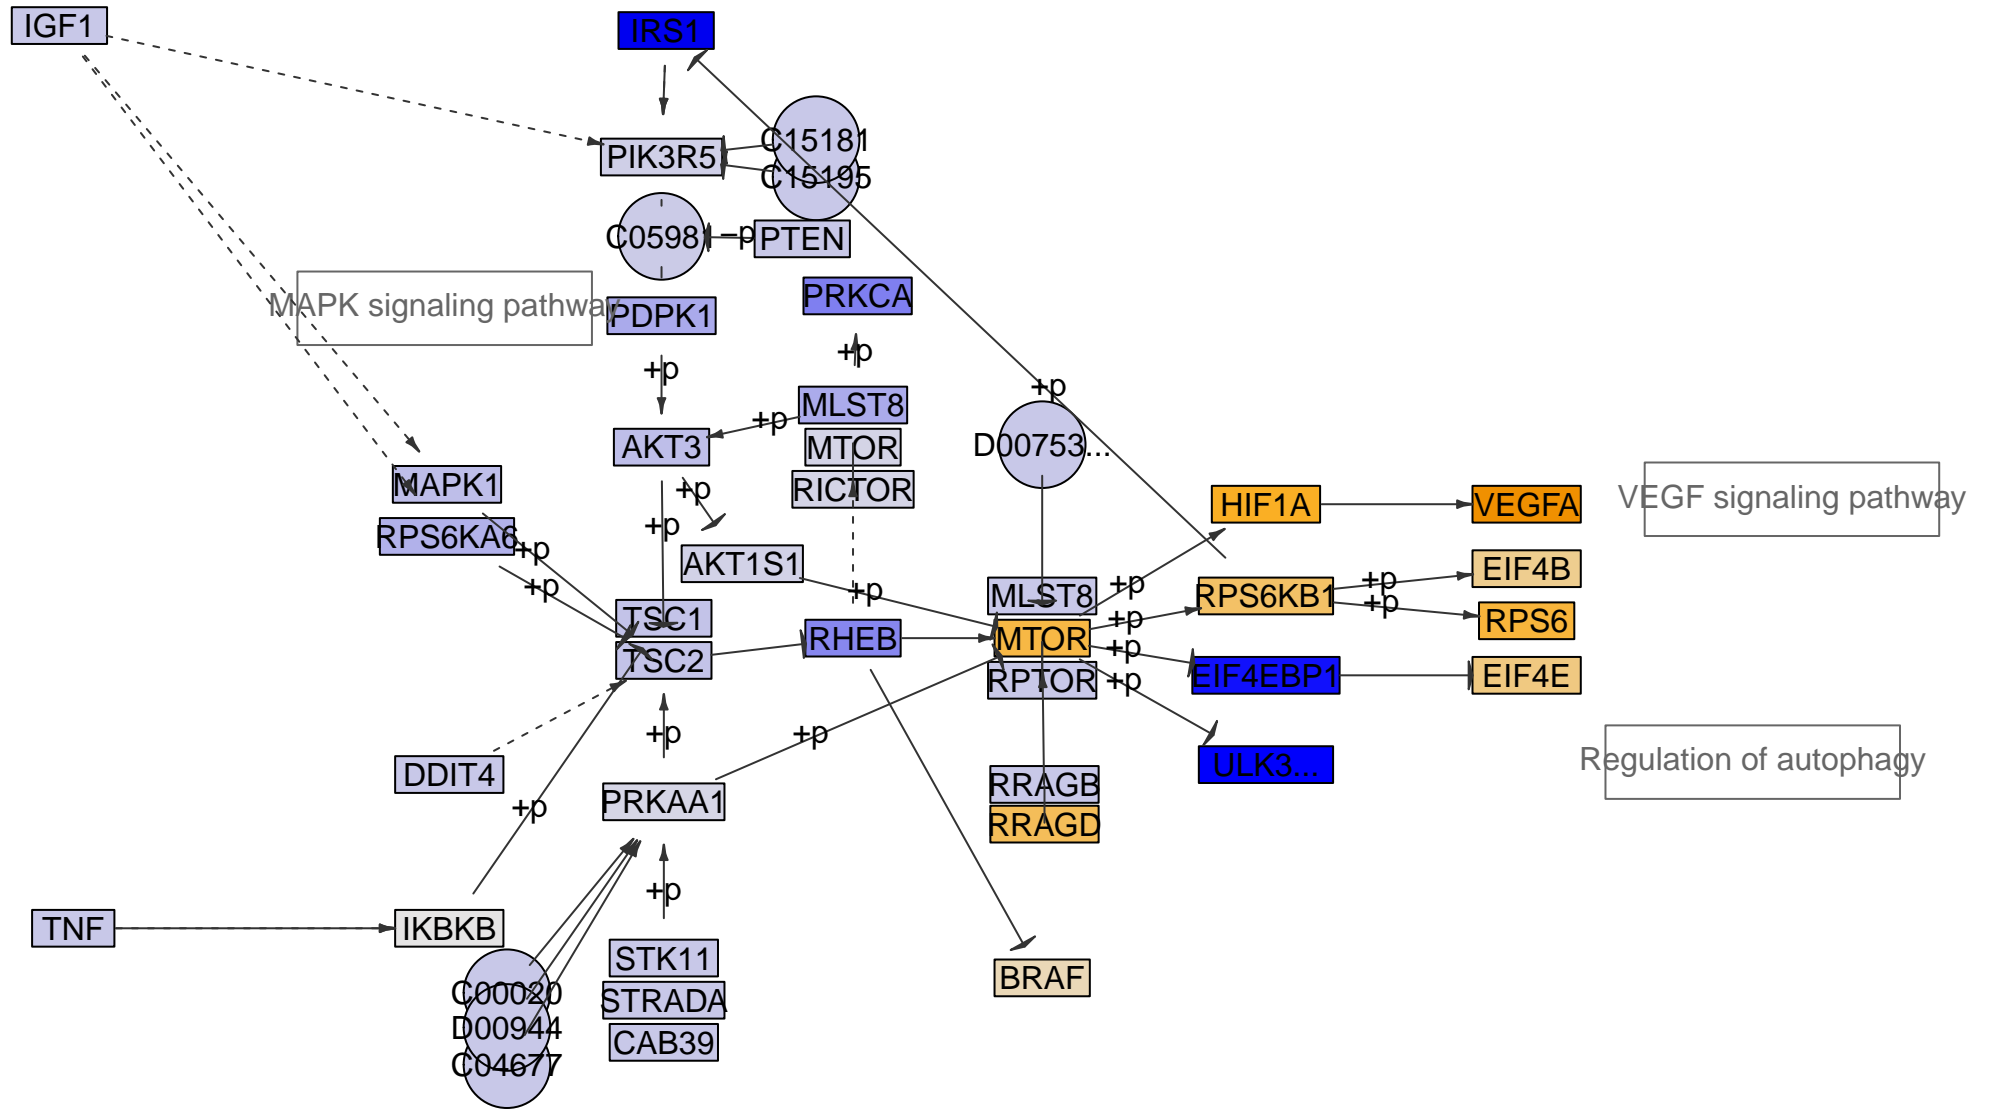 IGF1
IRS1
C15181
PIK3R5
C15195
C0598
-p
PTEN
PRKCA
MAPK signaling pathway
PDPK1
+p
+p
+p
MLST8
+p
AKT3
MTOR
D00753...
MAPK1
+p
RICTOR
HIF1A
VEGFA
VEGF signaling pathway
RPS6KA6
+p
+p
AKT1S1
EIF4B
+p
+p
+p
+p
MLST8
RPS6KB1
+p
TSC1
+p
RPS6
RHEB
MTOR
+p
TSC2
RPTOR
+p
EIF4EBP1
EIF4E
+p
+p
DDIT4
RRAGB
ULK3...
Regulation of autophagy
+p
PRKAA1
RRAGD
+p
TNF
IKBKB
STK11
BRAF
C00020
STRADA
D00944
CAB39
C04677